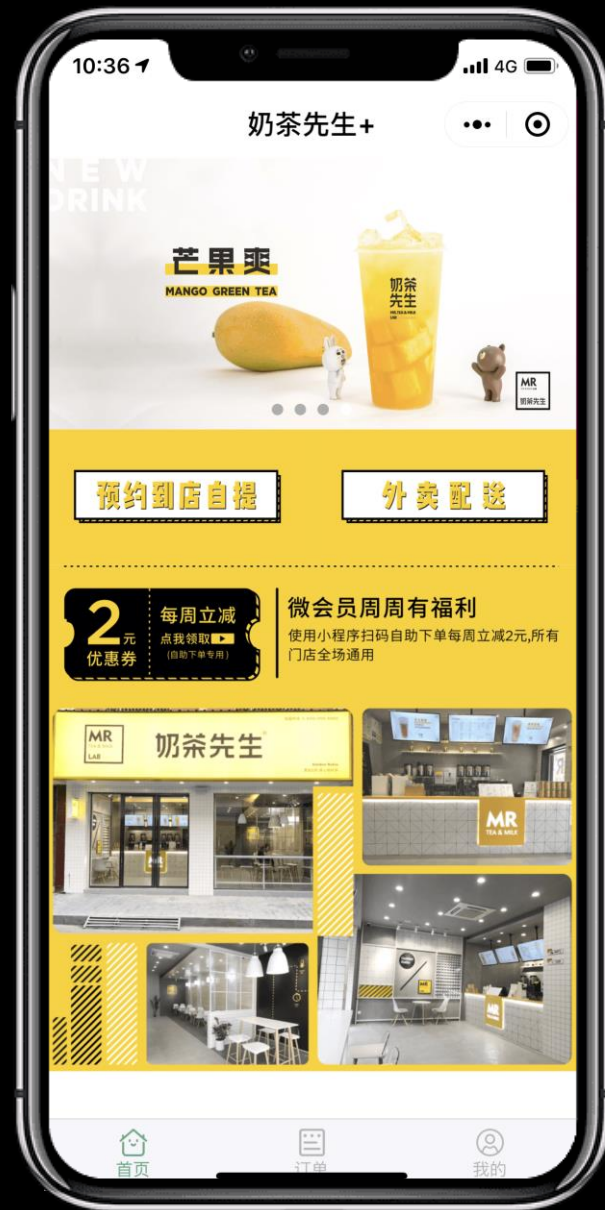 10:36
4G
奶茶先生+
NEW
DRINK
芒果爽
MANGO GREEN TEA
奶茶
先生
MR
奶茶先生
预约到店自提
外卖配送
2元
优惠券
每周立减
点我领取
(自助下单专用)
微会员周周有福利
使用小程序扫码自助下单每周立减2元,所有
门店全场通用
MR
TEA & MILK
LAB
奶茶先生
MR
TEA & MILK
MR
MR
首页
订单
我的